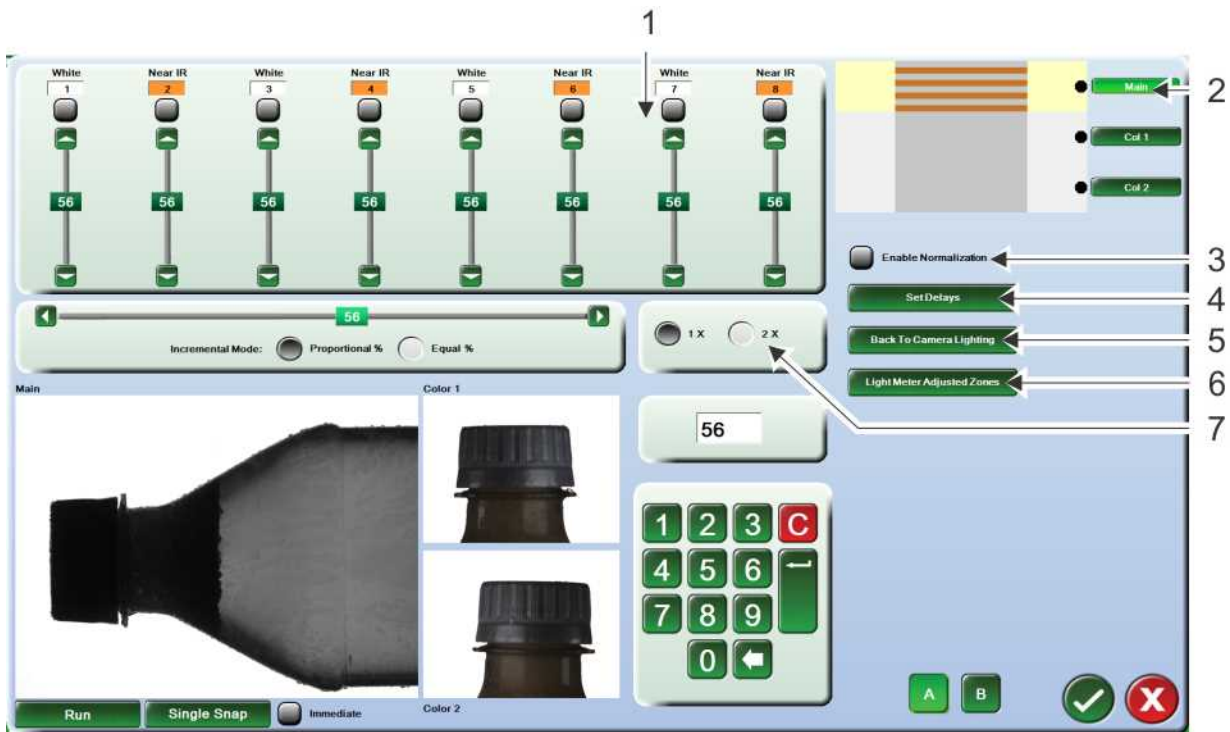 1
White Near IR White Near IR White Near IR White Near IR
1 2 3 4 5 6 7 8
56 56 56 56 56 56 56 56
Main 2
Col 1
Col 2
Enable Normalization 3
Set Delays 4
Back To Camera Lighting 5
Light Meter Adjusted Zones 6
7
56
Incremental Mode: Proportional % Equal %
1 X 2 X
Main
Color 1
56
1 2 3 C
4 5 6
7 8 9
0
Run Single Snap Immediate
Color 2
A B